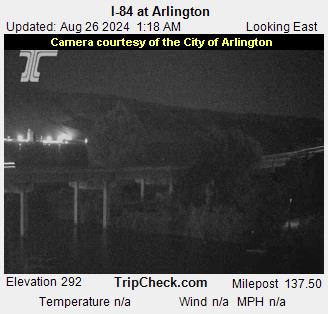 I-84 at Arlington
Updated: Aug 26 2024 1:18 AM Looking East
Camera courtesy of the City of Arlington
Elevation 292 TripCheck.com Milepost 137.50
Temperature n/a Wind n/a MPH n/a